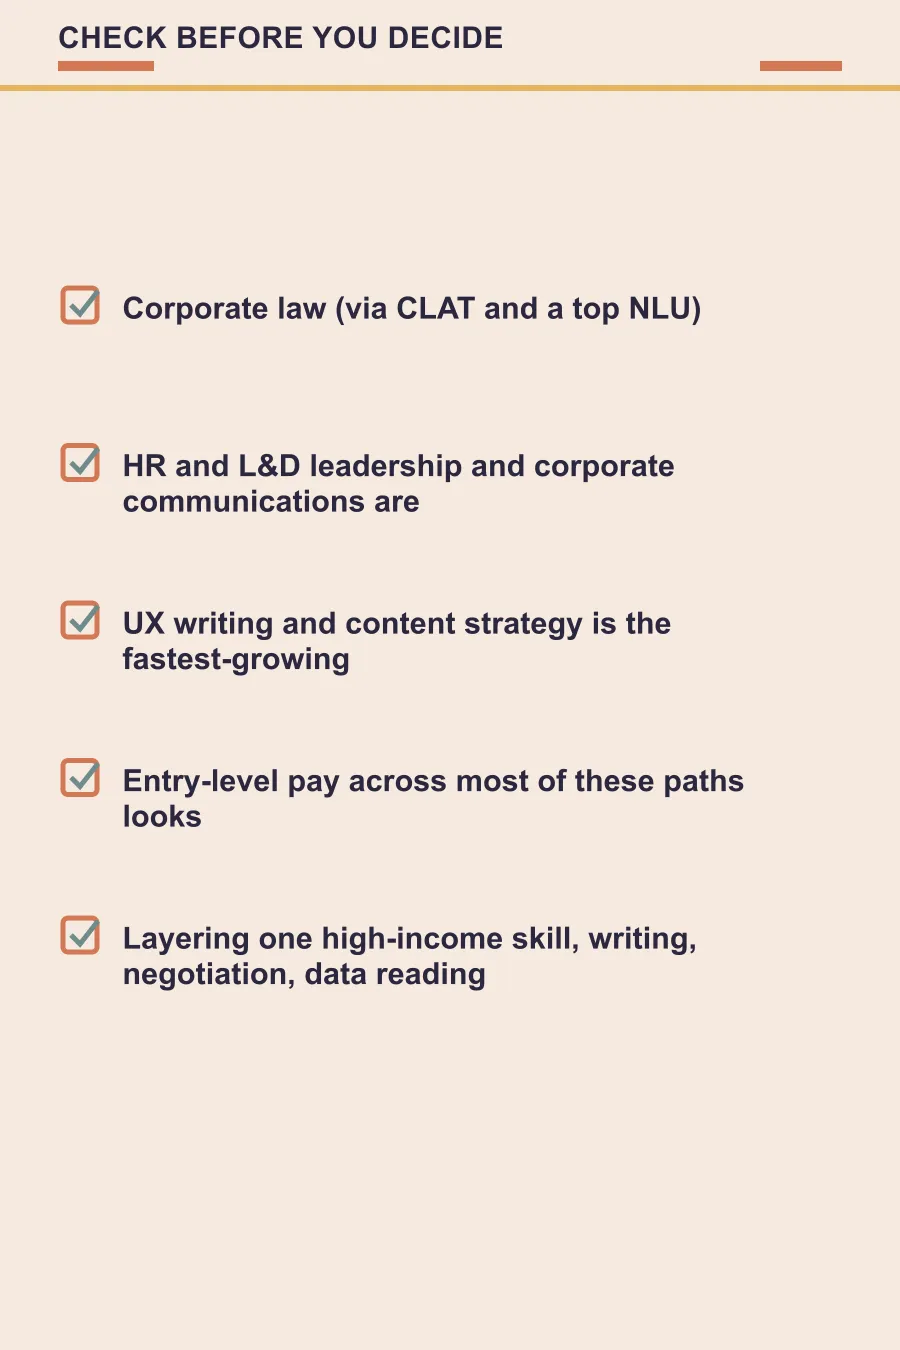 CHECK BEFORE YOU DECIDE
Corporate law (via CLAT and a top NLU)
HR and L&D leadership and corporate
communications are
UX writing and content strategy is the
fastest-growing
Entry-level pay across most of these paths
looks
Layering one high-income skill, writing,
negotiation, data reading